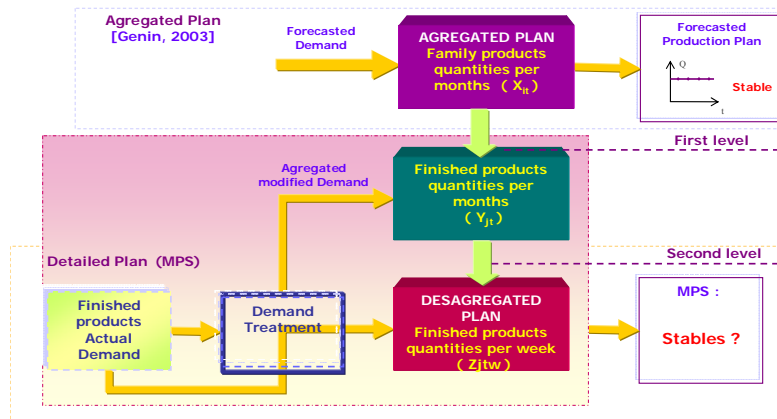 Agregated Plan
[Genin, 2003]
Forecasted
Demand
AGREGATED PLAN
Family products
quantities per
months ( Xit)
Forecasted
Production Plan
Q
Stable
t
First level
Agregated
modified Demand
Finished products
quantities per
months
( Yjt)
Second level
Detailed Plan (MPS)
Finished
products
Actual
Demand
Demand
Treatment
DESAGREGATED
PLAN
Finished products
quantities per week
(Zjtw)
MPS :
Stables ?